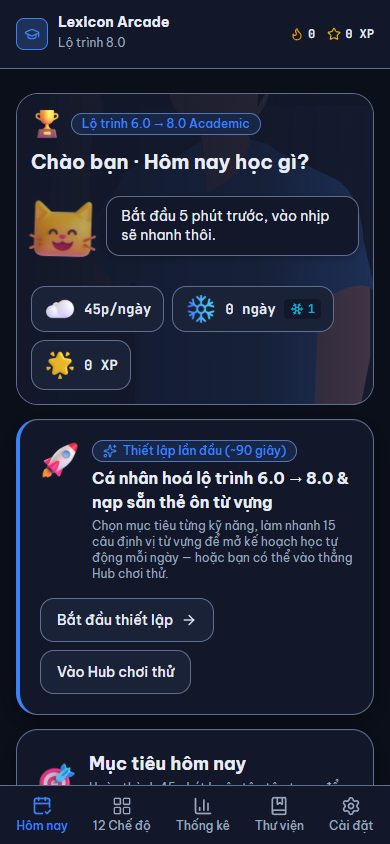 Lexicon Arcade
Lộ trình 8.0
0
0 XP
Lộ trình 6.0 → 8.0 Academic
Chào bạn · Hôm nay học gì?
Bắt đầu 5 phút trước, vào nhịp
sẽ nhanh thôi.
45p/ngày
0 ngày
1
0 XP
Thiết lập lần đầu (~90 giây)
Cá nhân hoá lộ trình 6.0 → 8.0 &
nạp sẵn thẻ ôn từ vựng
Chọn mục tiêu từng kỹ năng, làm nhanh 15
câu định vị từ vựng để mở kế hoạch học tự
động mỗi ngày — hoặc bạn có thể vào thẳng
Hub chơi thử.
Bắt đầu thiết lập →
Vào Hub chơi thử
Mục tiêu hôm nay
Hôm nay
12 Chế độ
Thống kê
Thư viện
Cài đặt